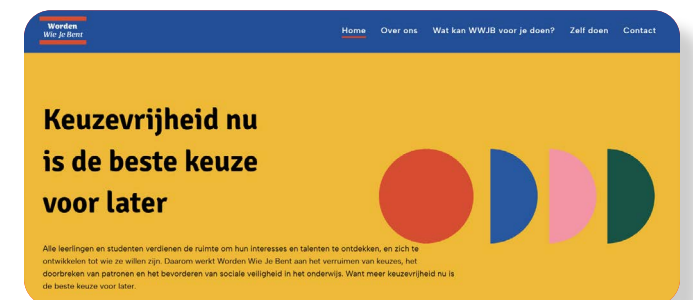 Worden
Wie Je Bent
Home Over ons Wat kan WWJB voor je doen? Zelf doen Contact
Keuzevrijheid nu
is de beste keuze
voor later
Alle leerlingen en studenten verdienen de ruimte om hun interesses en talenten te ontdekken, en zich te
ontwikkelen tot wie ze willen zijn. Daarom werkt Worden Wie Je Bent aan het verruimen van keuzes, het
doorbreken van patronen en het bevorderen van sociale veiligheid in het onderwijs. Want meer keuzevrijheid nu is
de beste keuze voor later.